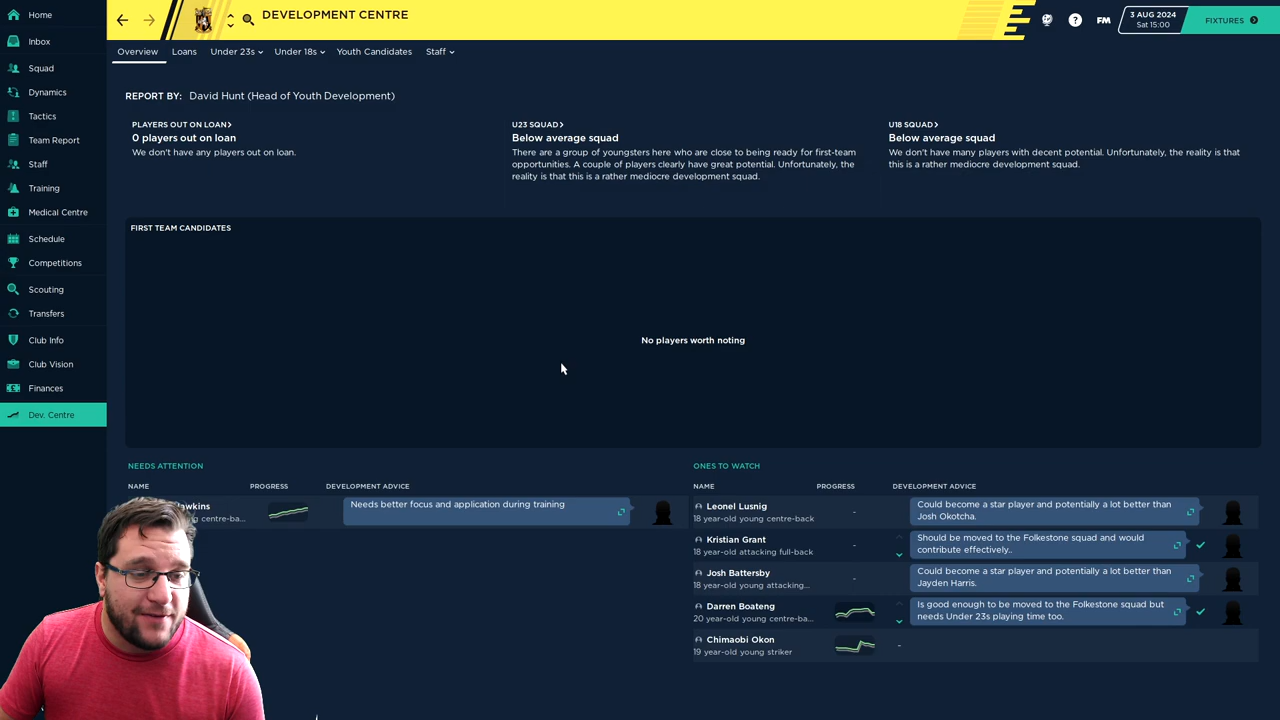 Home
Inbox
Squad
Dynamics
Tactics
Team Report
Staff
Training
Medical Centre
Schedule
Competitions
Scouting
Transfers
Club Info
Club Vision
Finances
Dev. Centre
DEVELOPMENT CENTRE
?
FM
3 AUG 2024
Sat 15:00
FIXTURES
Overview
Loans
Under 23s
Under 18s
Youth Candidates
Staff
REPORT BY: David Hunt (Head of Youth Development)
PLAYERS OUT ON LOAN>
0 players out on loan
We don't have any players out on loan.
U23 SQUAD>
Below average squad
There are a group of youngsters here who are close to being ready for first-team
opportunities. A couple of players clearly have great potential. Unfortunately, the
reality is that this is a rather mediocre development squad.
U18 SQUAD>
Below average squad
We don't have many players with decent potential. Unfortunately, the reality is that
this is a rather mediocre development squad.
FIRST TEAM CANDIDATES
No players worth noting
NEEDS ATTENTION
NAME PROGRESS DEVELOPMENT ADVICE
awkins
g centre-ba...
Needs better focus and application during training
ONES TO WATCH
NAME PROGRESS DEVELOPMENT ADVICE
Leonel Lusnig
18 year-old young centre-back
-
Could become a star player and potentially a lot better than
Josh Okotcha.
Kristian Grant
18 year-old attacking full-back
-
Should be moved to the Folkestone squad and would
contribute effectively..
Josh Battersby
18 year-old young attacking...
-
Could become a star player and potentially a lot better than
Jayden Harris.
Darren Boateng
20 year-old young centre-ba...
Is good enough to be moved to the Folkestone squad but
needs Under 23s playing time too.
Chimaobi Okon
19 year-old young striker
-